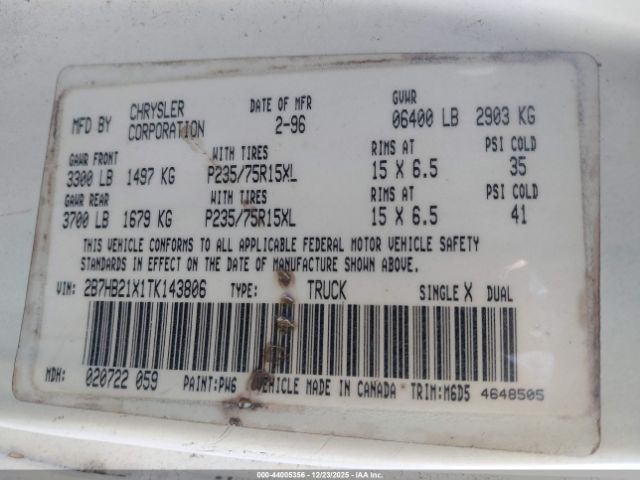 MFD BY CHRYSLER CORPORATION DATE OF MFR 2-96 GVWR 06400 LB 2903 KG
GAWR FRONT WITH TIRES RIMS AT PSI COLD
3300 LB 1497 KG P235/75R15XL 15 X 6.5 35
GAWR REAR WITH TIRES RIMS AT PSI COLD
3700 LB 1679 KG P235/75R15XL 15 X 6.5 41
THIS VEHICLE CONFORMS TO ALL APPLICABLE FEDERAL MOTOR VEHICLE SAFETY
STANDARDS IN EFFECT ON THE DATE OF MANUFACTURE SHOWN ABOVE.
VIN: 2B7HB21X1TK143806 TYPE: TRUCK SINGLE X DUAL
MDH: 020722 059 PAINT:PW6 VEHICLE MADE IN CANADA TRIM:M6D5 4648505
000-44005356 - 12/23/2025 - IAAI.com